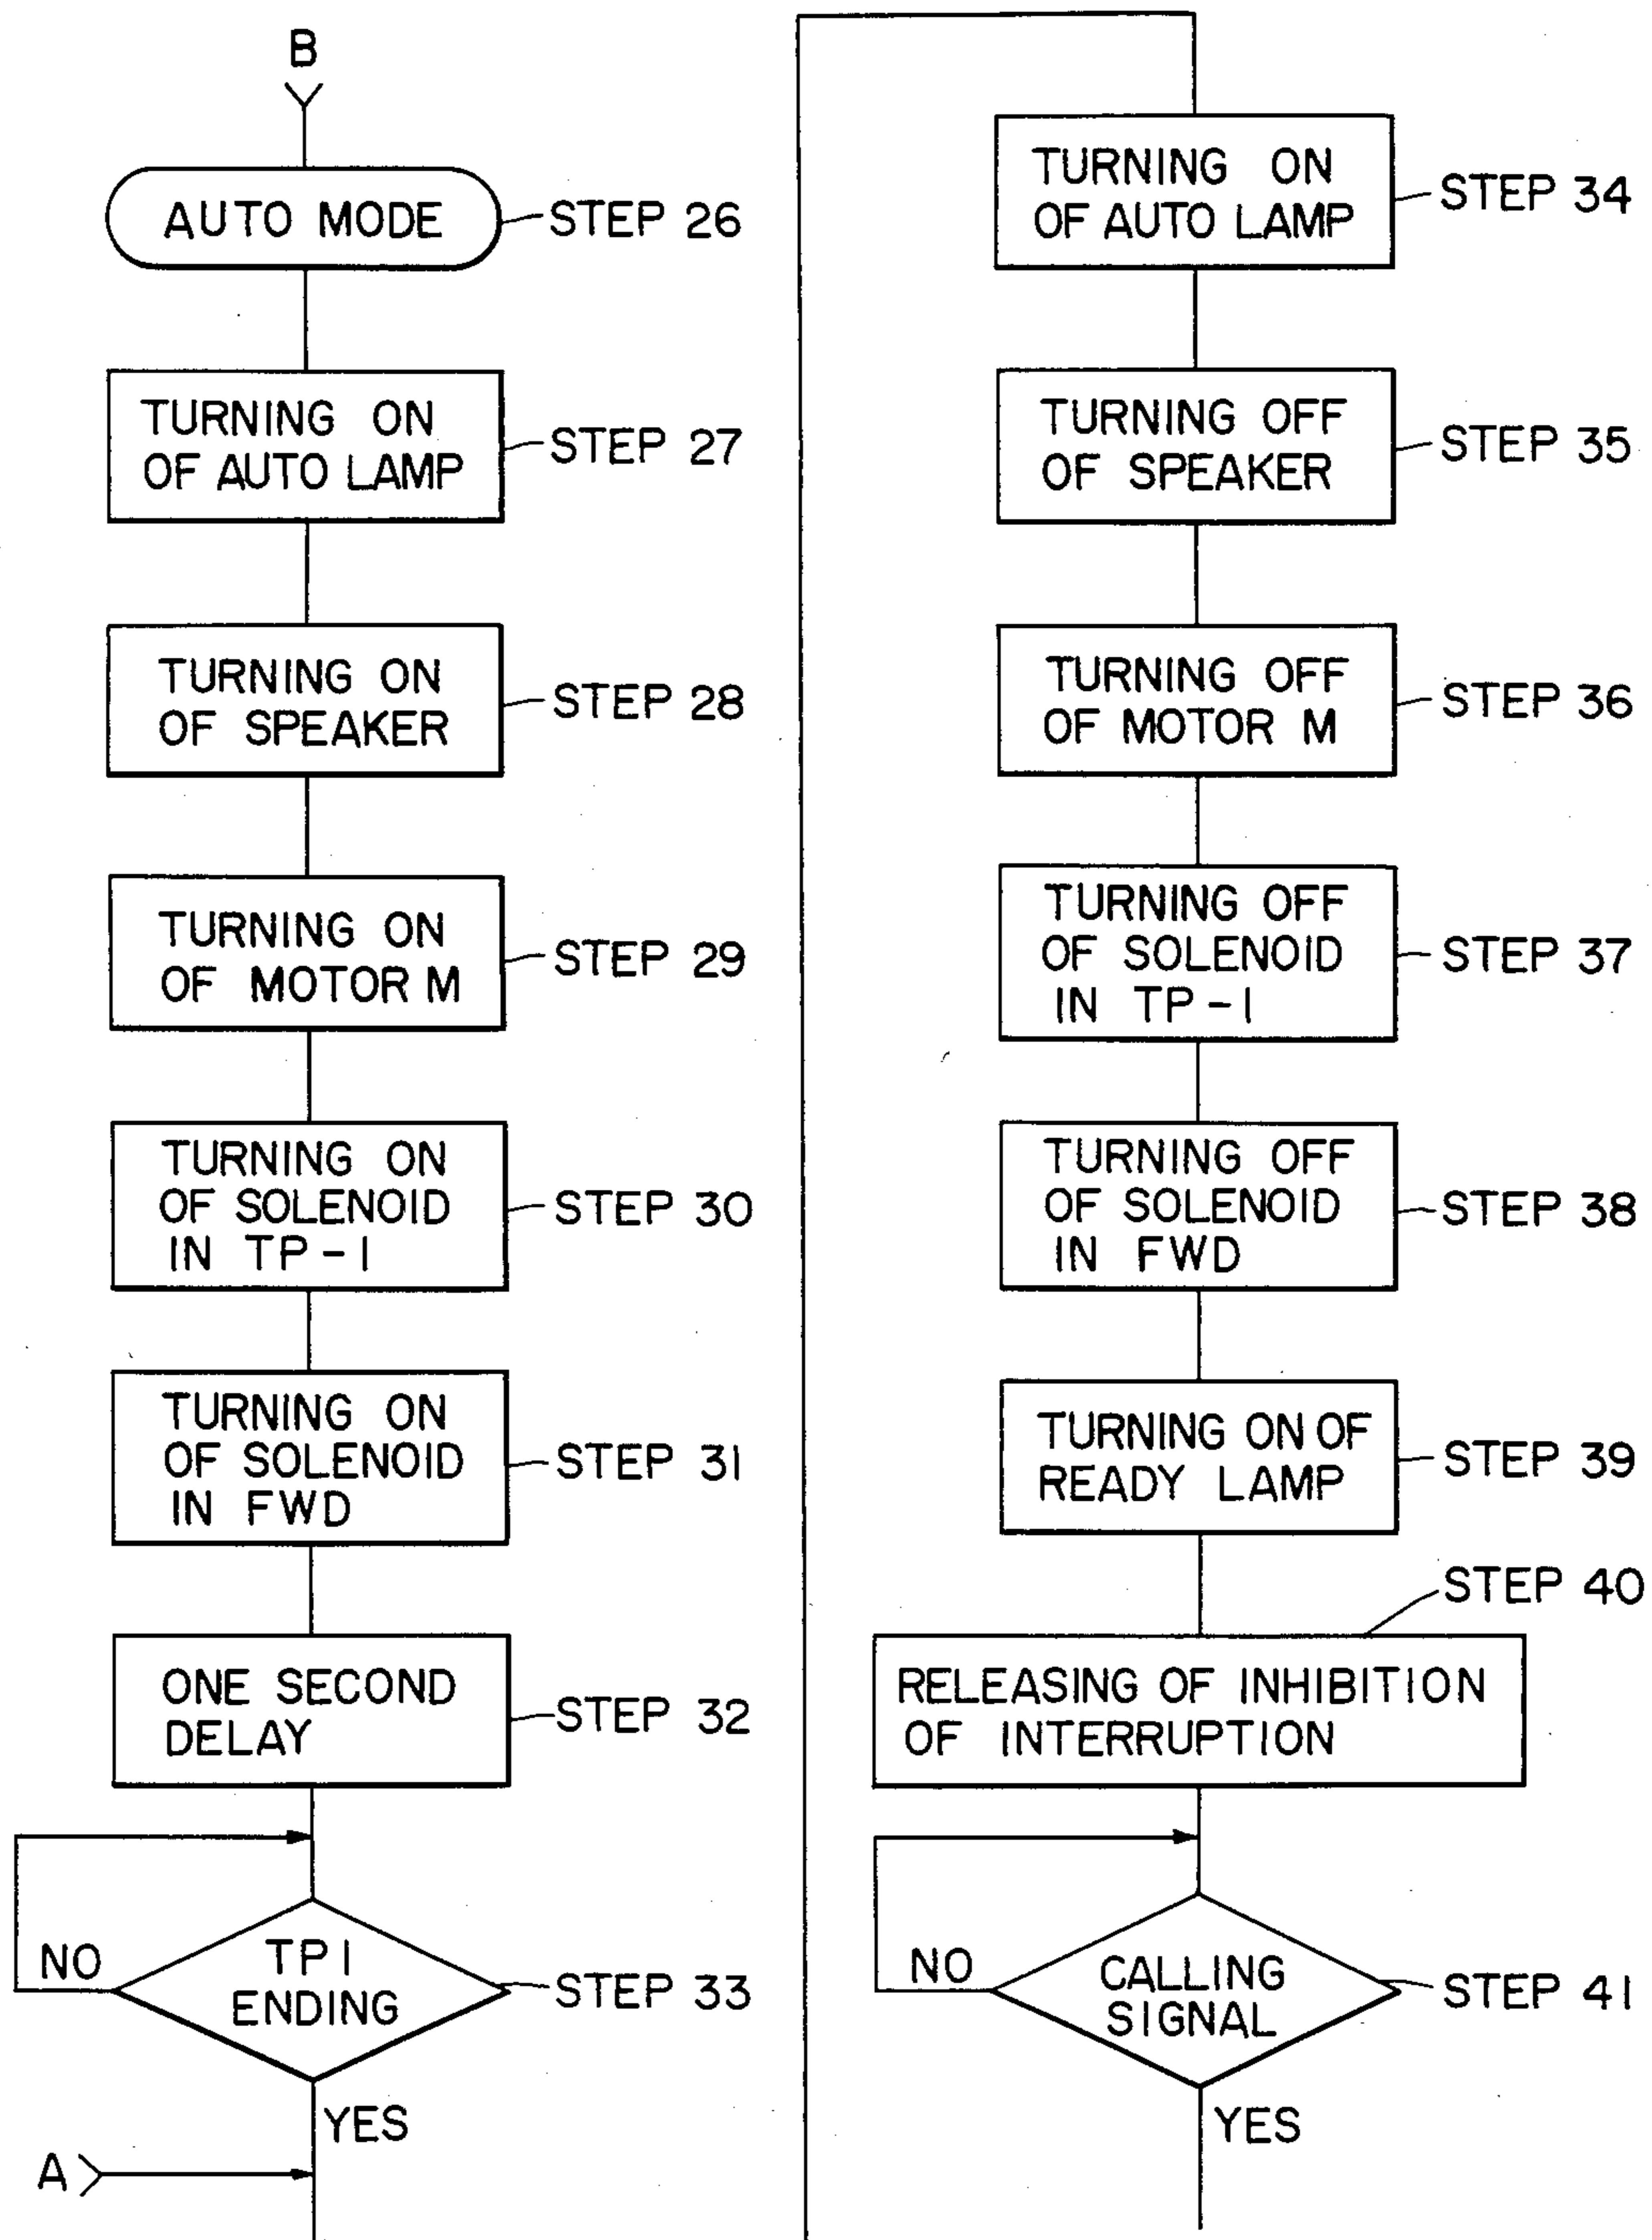 B
AUTO MODE
STEP 26
TURNING ON
OF AUTO LAMP
STEP 27
TURNING ON
OF SPEAKER
STEP 28
TURNING ON
OF MOTOR M
STEP 29
TURNING ON
OF SOLENOID
IN TP-1
STEP 30
TURNING ON
OF SOLENOID
IN FWD
STEP 31
ONE SECOND
DELAY
STEP 32
NO
TP1
ENDING
STEP 33
YES
A
TURNING ON
OF AUTO LAMP
STEP 34
TURNING OFF
OF SPEAKER
STEP 35
TURNING OFF
OF MOTOR M
STEP 36
TURNING OFF
OF SOLENOID
IN TP-1
STEP 37
TURNING OFF
OF SOLENOID
IN FWD
STEP 38
TURNING ON OF
READY LAMP
STEP 39
STEP 40
RELEASING OF INHIBITION
OF INTERRUPTION
NO
CALLING
SIGNAL
STEP 41
YES